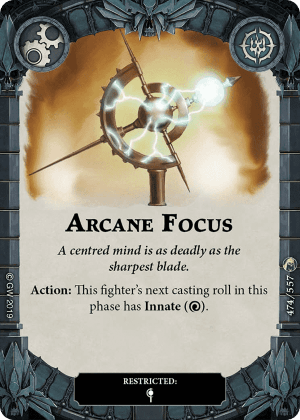 ARCANE FOCUS
A centred mind is as deadly as the
sharpest blade.
Action: This fighter's next casting roll in this
phase has Innate ( ).
© GW 2019
474/557
RESTRICTED: